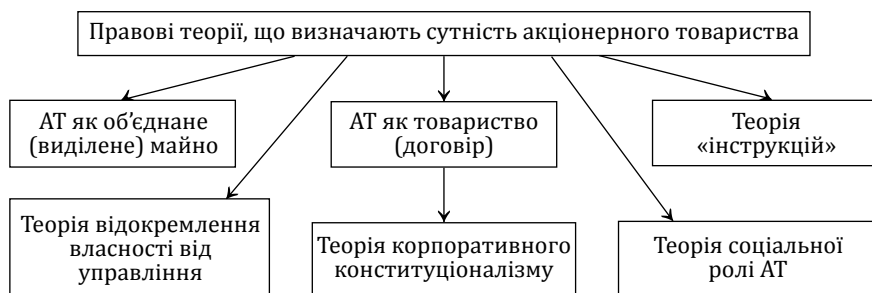 Правові теорії, що визначають сутність акціонерного товариства
АТ як об’єднане
(виділене) майно
АТ як товариство
(договір)
Теорія
«інструкцій»
Теорія відокремлення
власності від
управління
Теорія корпоративного
конституціоналізму
Теорія соціальної
ролі АТ